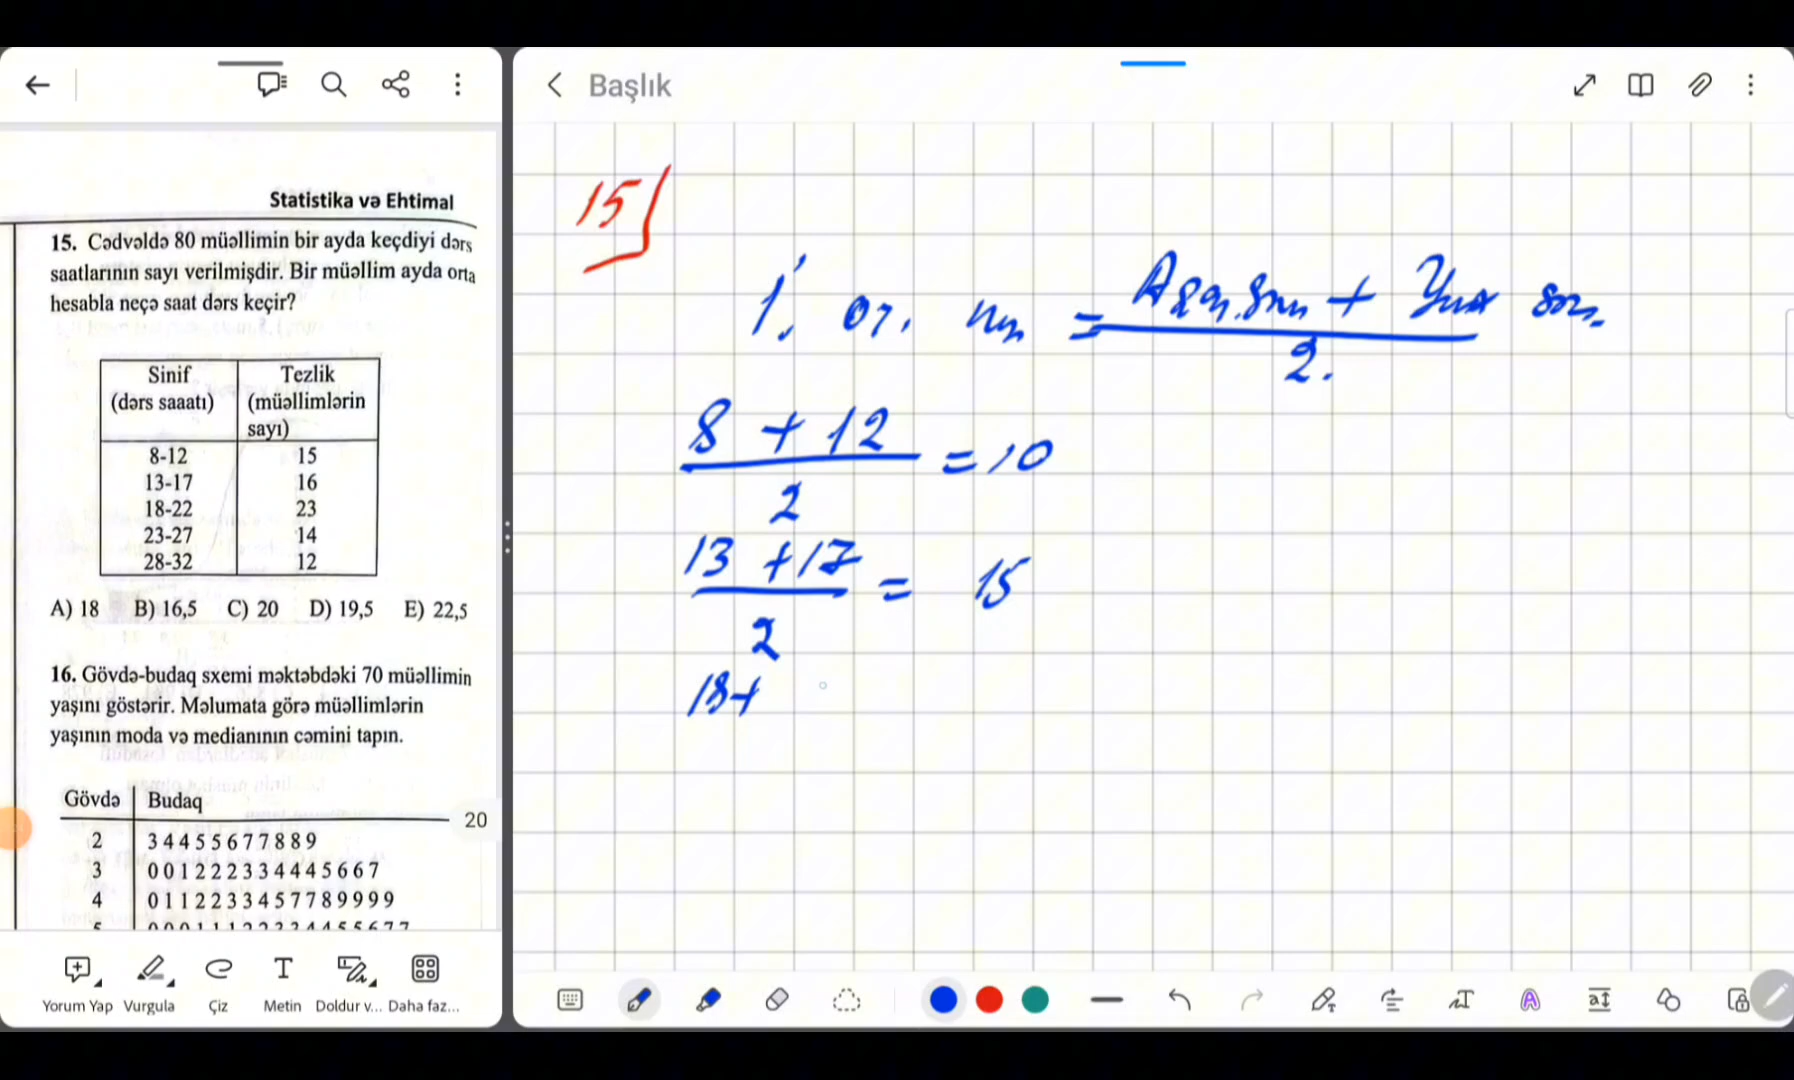 Başlık
Statistika və Ehtimal
15. Cədvəldə 80 müəllimin bir ayda keçdiyi dərs
saatlarının sayı verilmişdir. Bir müəllim ayda orta
hesabla neçə saat dərs keçir?
Sinif Tezlik
(dərs saaatı) (müəllimlərin
sayı)
8-12 15
13-17 16
18-22 23
23-27 14
28-32 12
A) 18 B) 16,5 C) 20 D) 19,5 E) 22,5
16. Gövdə-budaq sxemi məktəbdəki 70 müəllimin
yaşını göstərir. Məlumata görə müəllimlərin
yaşının moda və medianının cəmini tapın.
Gövdə Budaq
20
2 3 4 4 5 5 6 7 7 8 8 9
3 0 0 1 2 2 2 3 3 4 4 4 5 6 6 7
4 0 1 1 2 2 3 3 4 5 7 7 8 9 9 9 9
Yorum Yap Vurgula Çiz Metin Doldur v... Daha faz...
15
=
+
2.
8 + 12
= 10
2
13 + 17
= 15
2
18+